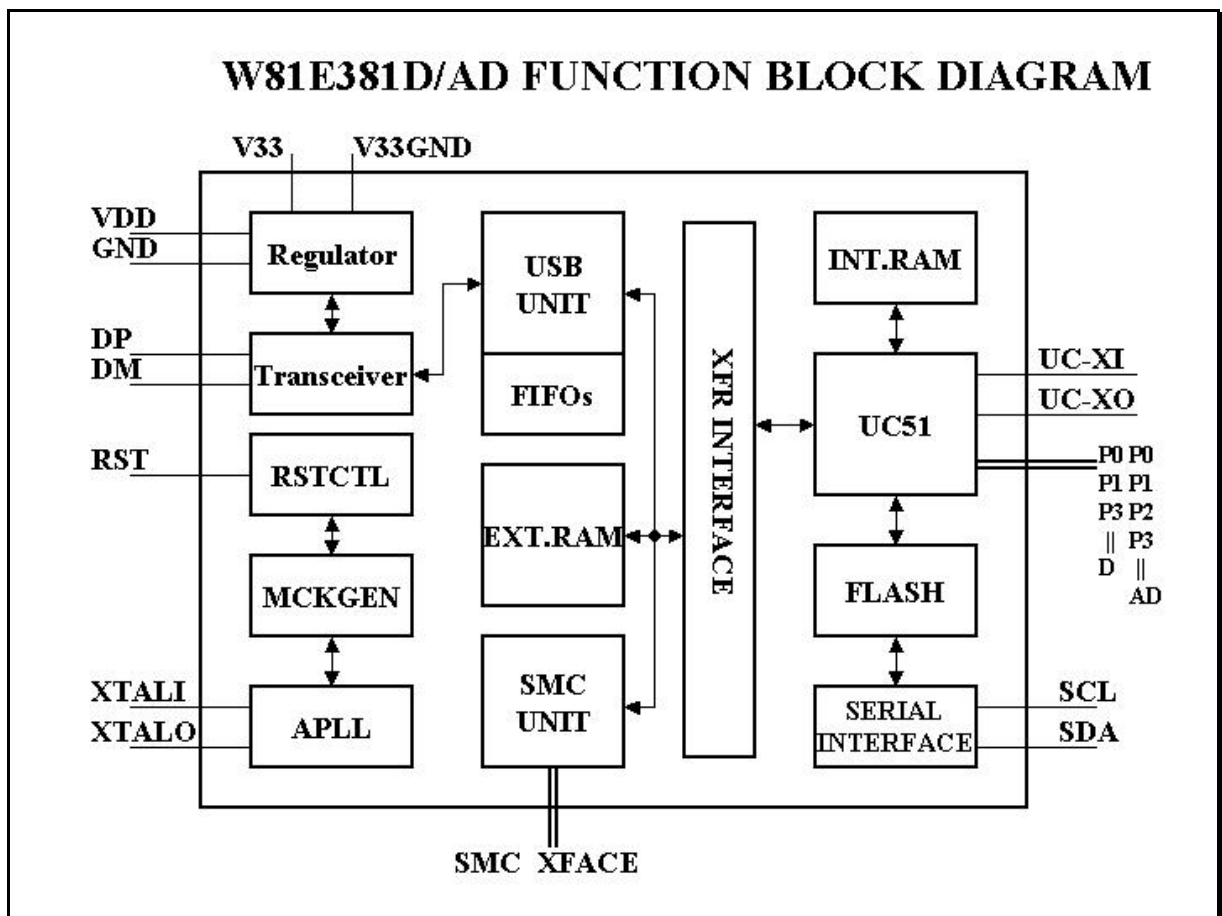 W81E381D/AD FUNCTION BLOCK DIAGRAM
V33
V33GND
VDD
GND
Regulator
USB
UNIT
INT.RAM
DP
DM
Transceiver
FIFOs
XFR INTERFACE
UC51
UC-XI
UC-XO
RST
RSTCTL
P0 P0
P1 P1
P3 P2
|| P3
D ||
AD
EXT.RAM
MCKGEN
FLASH
XTALI
XTALO
APLL
SMC
UNIT
SERIAL
INTERFACE
SCL
SDA
SMC XFACE